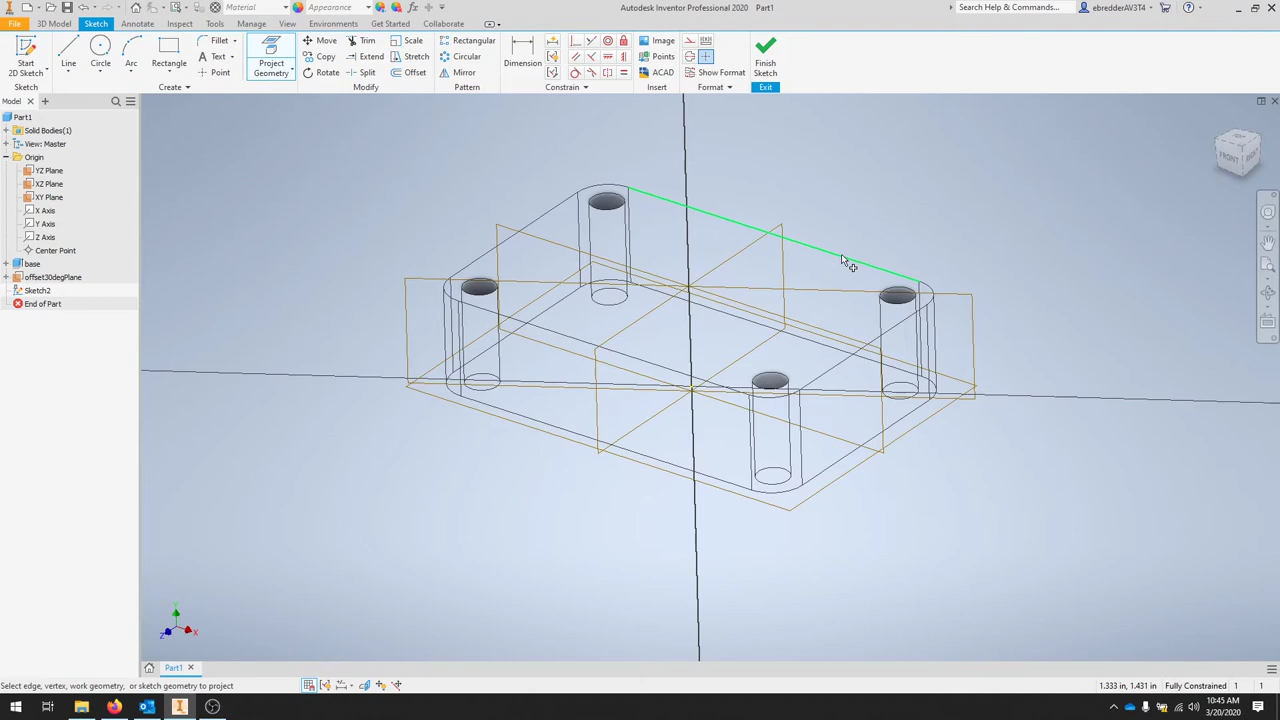 Material
Appearance
Autodesk Inventor Professional 2020 Part1
Search Help & Commands...
ebredderAV3T4
File 3D Model Sketch Annotate Inspect Tools Manage View Environments Get Started Collaborate
Start
2D Sketch
Line
Circle
Arc
Rectangle
Fillet
Text
Point
Project
Geometry
Move
Copy
Rotate
Trim
Extend
Split
Scale
Stretch
Offset
Rectangular
Circular
Mirror
Dimension
Image
Points
ACAD
Show Format
Finish
Sketch
Sketch Create Modify Pattern Constrain Insert Format Exit
Model
Part1
Solid Bodies(1)
View: Master
Origin
YZ Plane
XZ Plane
XY Plane
X Axis
Y Axis
Z Axis
Center Point
base
offset30degPlane
Sketch2
End of Part
FRONT
Y
Z X
Part1
Select edge, vertex, work geometry, or sketch geometry to project
1.333 in, 1.431 in Fully Constrained 1 1
10:45 AM
3/20/2020